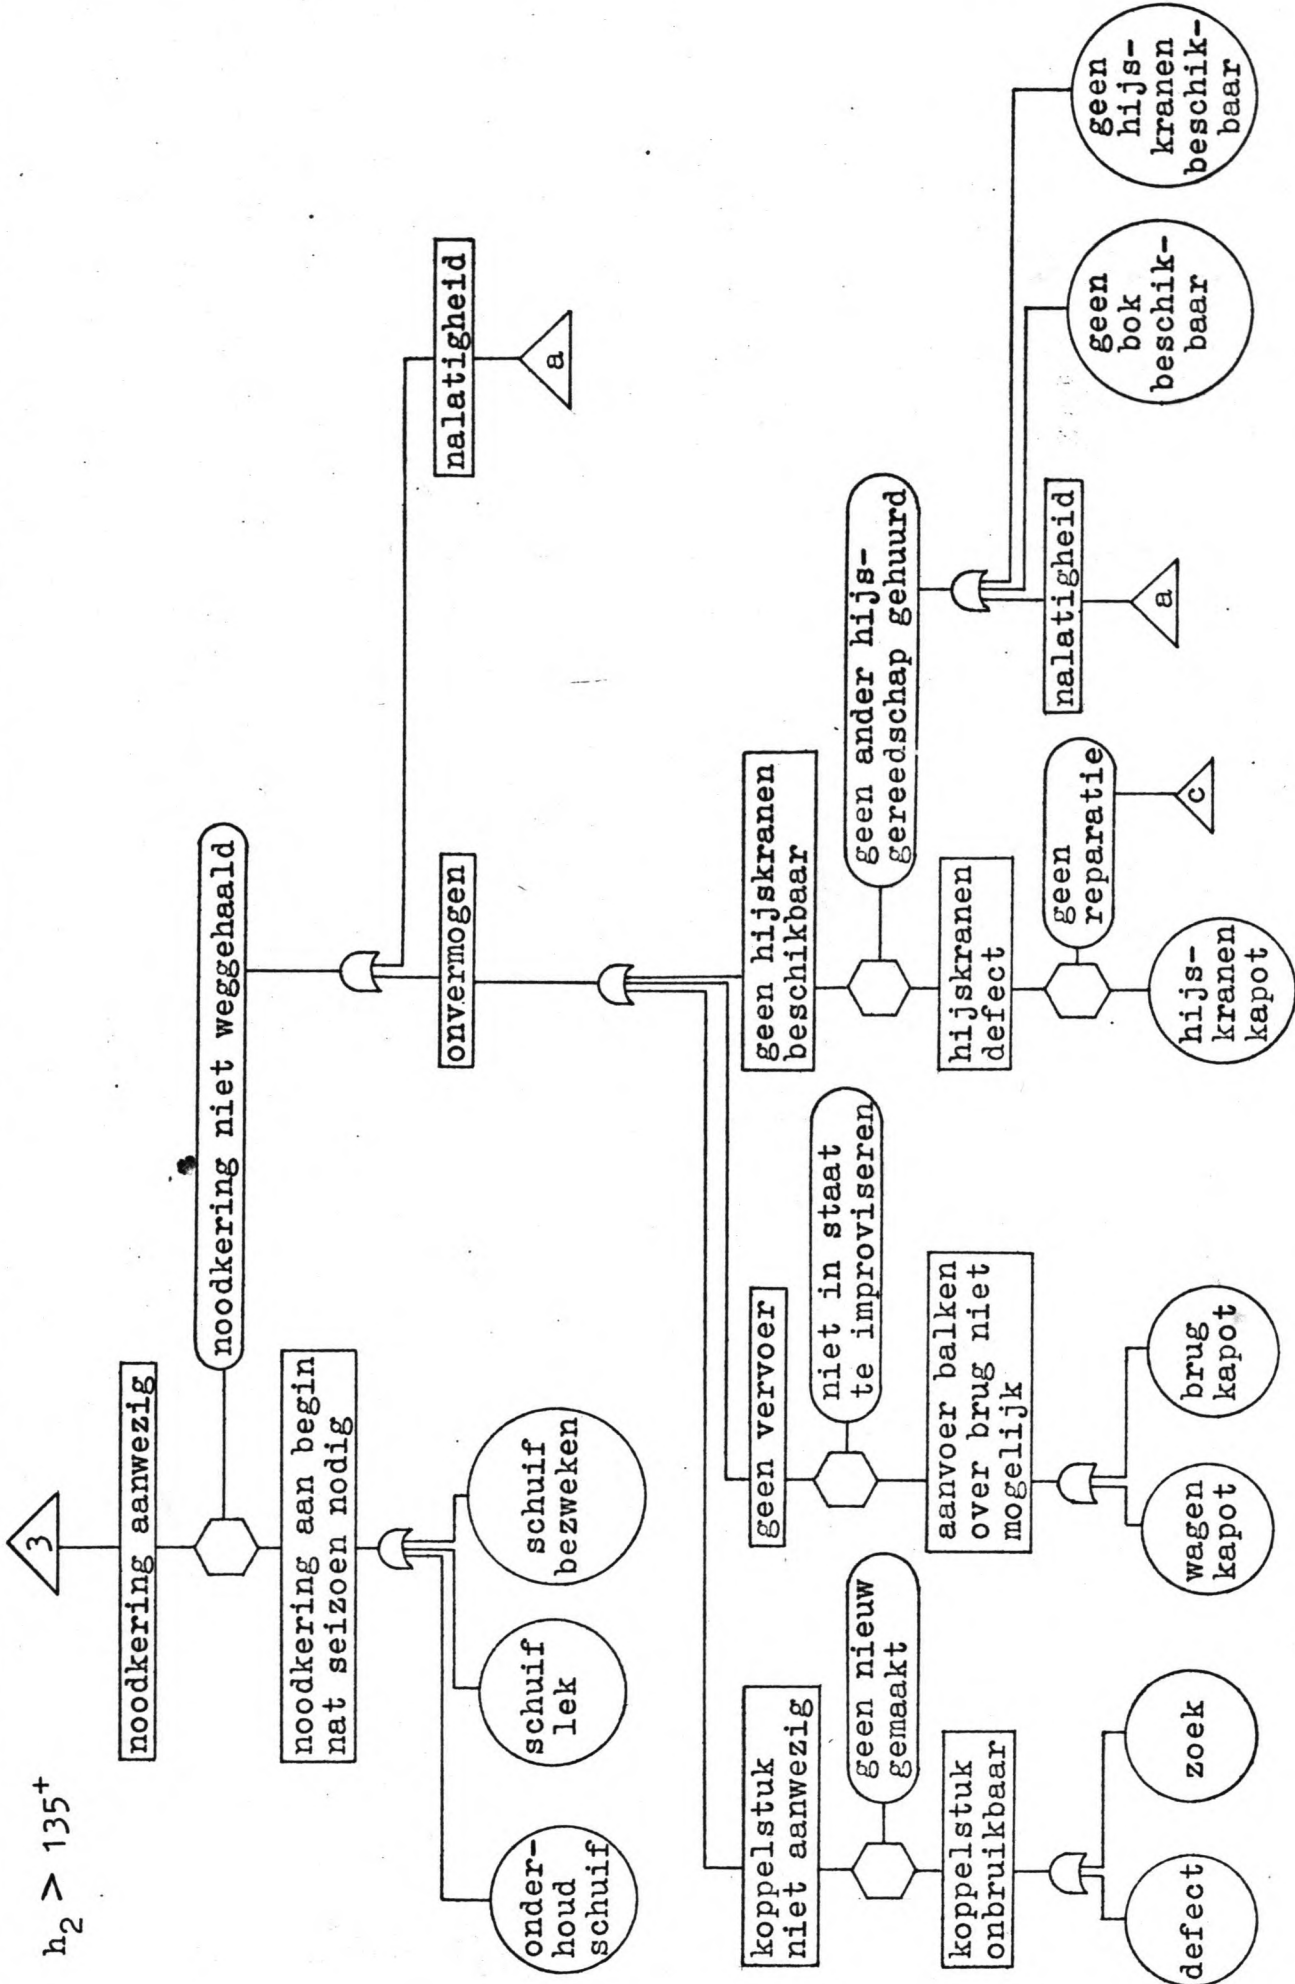 h₂ > 135⁺
3
noodkering aanwezig
noodkering niet weggehaald
noodkering aan begin
nat seizoen nodig
onder-
houd
schuif
schuif
lek
schuif
bezweken
onvermogen
nalatigheid
a
koppelstuk
niet aanwezig
geen nieuw
gemaakt
koppelstuk
onbruikbaar
defect
zoek
geen vervoer
niet in staat
te improviseren
aanvoer balken
over brug niet
mogelijk
wagen
kapot
brug
kapot
geen hijskranen
beschikbaar
geen ander hijs-
gereedschap gehuurd
hijskranen
defect
geen
reparatie
c
hijs-
kranen
kapot
nalatigheid
a
geen
bok
beschik-
baar
geen
hijs-
kranen
beschik-
baar